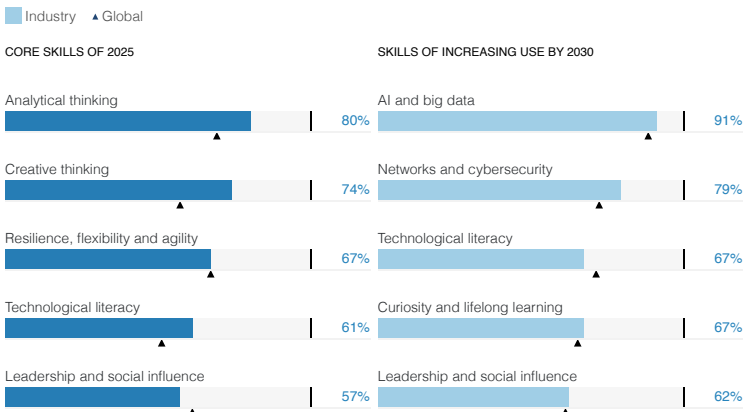 Industry Global
CORE SKILLS OF 2025
Analytical thinking
80%
Creative thinking
74%
Resilience, flexibility and agility
67%
Technological literacy
61%
Leadership and social influence
57%
SKILLS OF INCREASING USE BY 2030
AI and big data
91%
Networks and cybersecurity
79%
Technological literacy
67%
Curiosity and lifelong learning
67%
Leadership and social influence
62%